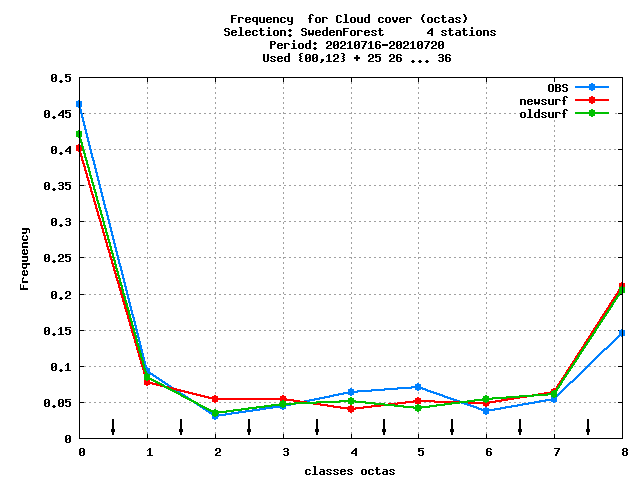 Frequency  for Cloud cover (octas)
Selection: SwedenForest      4 stations
Period: 20210716-20210720
Used {00,12} + 25 26 ... 36
OBS
newsurf
oldsurf
0.5
0.45
0.4
0.35
0.3
0.25
0.2
0.15
0.1
0.05
0
Frequency
0 1 2 3 4 5 6 7 8
classes octas